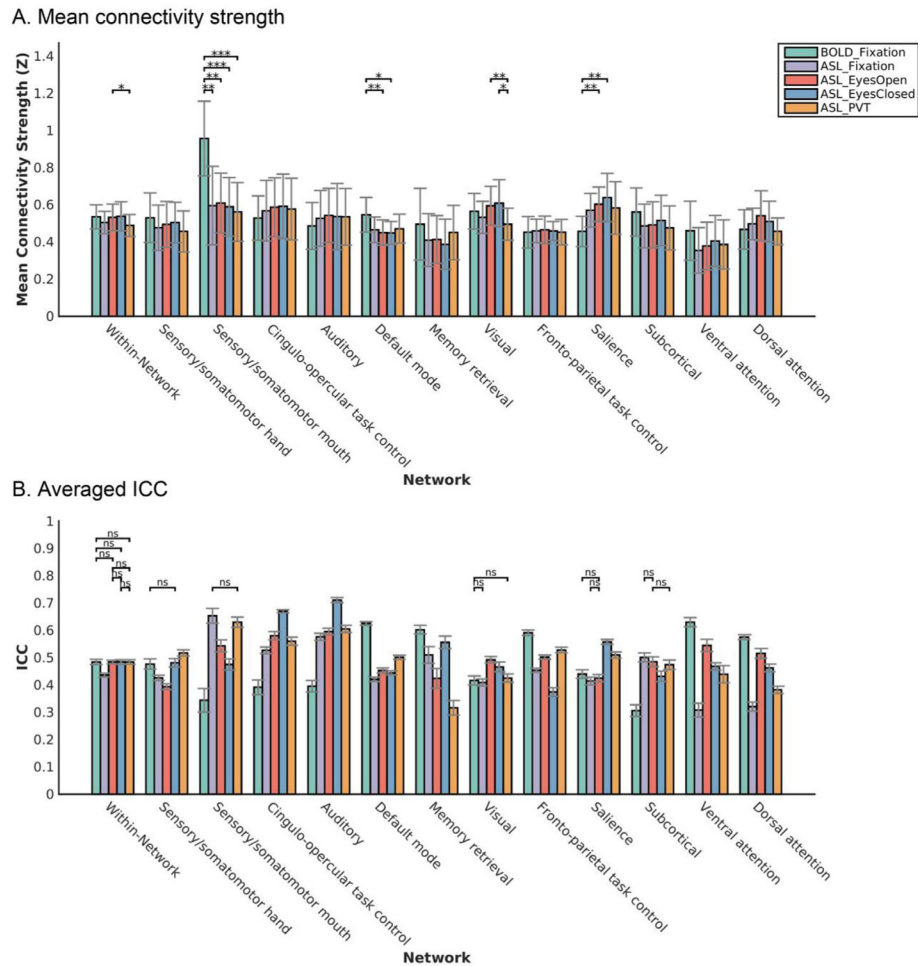 A. Mean connectivity strength
Mean Connectivity Strength (Z)
1.4
1.2
1
0.8
0.6
0.4
0.2
0
BOLD_Fixation
ASL_Fixation
ASL_EyesOpen
ASL_EyesClosed
ASL_PVT
*
***
***
**
**
*
**
**
*
**
**
Within-Network
Sensory/somatomotor hand
Sensory/somatomotor mouth
Cingulo-opercular task control
Auditory
Default mode
Memory retrieval
Visual
Fronto-parietal task control
Salience
Subcortical
Ventral attention
Dorsal attention
Network
B. Averaged ICC
ICC
1
0.9
0.8
0.7
0.6
0.5
0.4
0.3
0.2
0.1
0
ns
ns
ns
ns
ns
ns
ns
ns
ns
ns
ns
ns
ns
ns
Within-Network
Sensory/somatomotor hand
Sensory/somatomotor mouth
Cingulo-opercular task control
Auditory
Default mode
Memory retrieval
Visual
Fronto-parietal task control
Salience
Subcortical
Ventral attention
Dorsal attention
Network